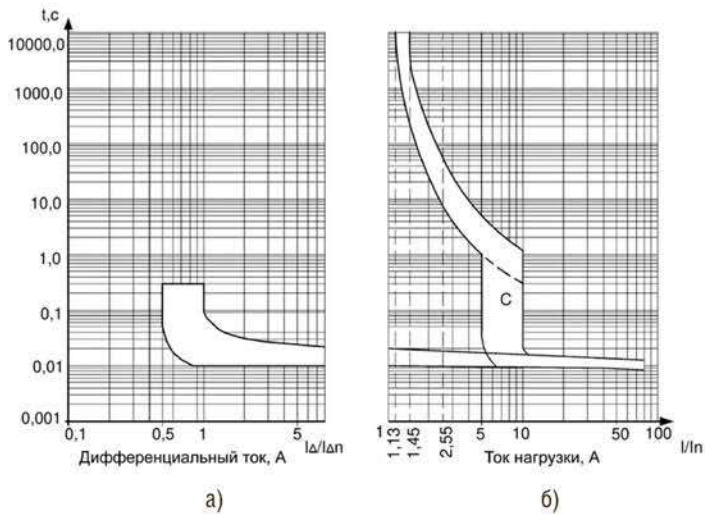 t,c
10000,0
1000,0
100,0
10,0
1,0
0,1
0,01
0,001
0,1
0,5
1
5
I∆/I∆n
Дифференциальный ток, А
а)
C
1
1,13
1,45
2,55
5
10
50
100
I/In
Ток нагрузки, А
б)